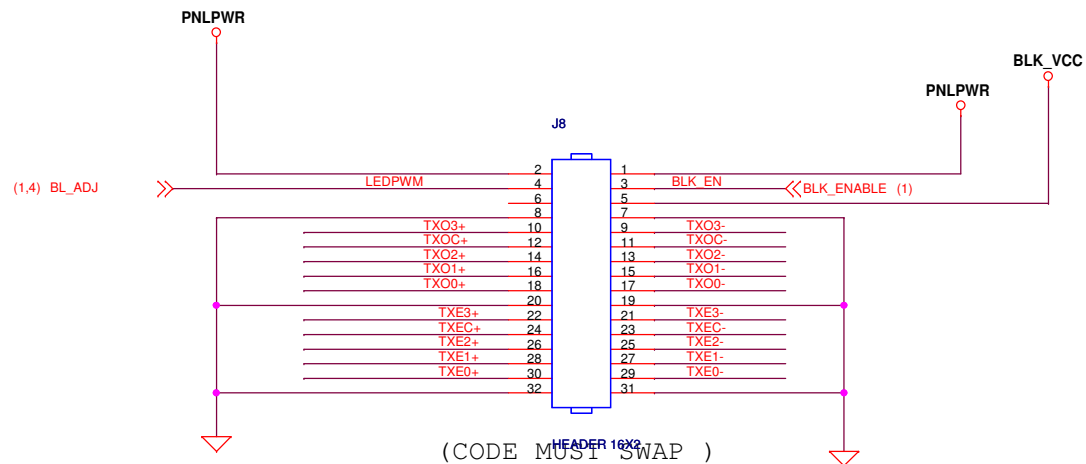 PNLPWR
BLK_VCC
PNLPWR
J8
2 1
(1,4) BL_ADJ LEDPWM 4 3 BLK_EN BLK_ENABLE (1)
6 5
8 7
TXO3+ 10 9 TXO3-
TXOC+ 12 11 TXOC-
TXO2+ 14 13 TXO2-
TXO1+ 16 15 TXO1-
TXO0+ 18 17 TXO0-
20 19
TXE3+ 22 21 TXE3-
TXEC+ 24 23 TXEC-
TXE2+ 26 25 TXE2-
TXE1+ 28 27 TXE1-
TXE0+ 30 29 TXE0-
32 31
HEADER 16X2
(CODE MUST SWAP )